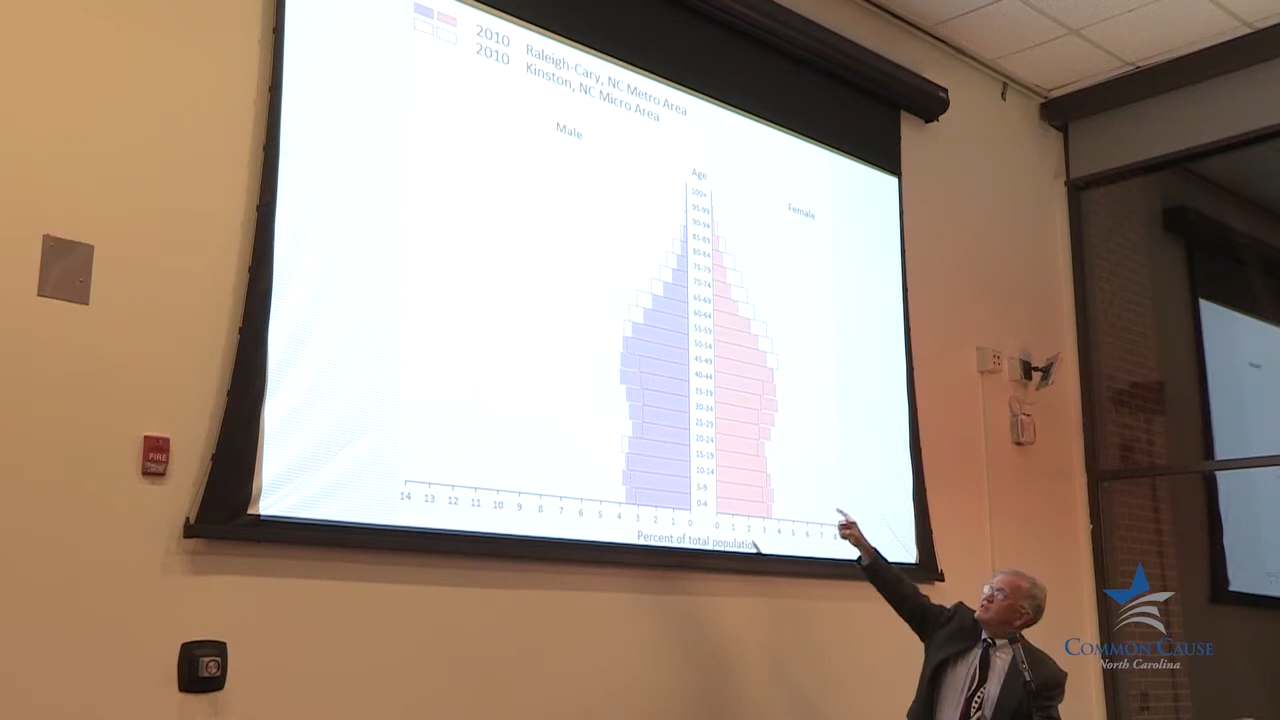 2010 Raleigh-Cary, NC Metro Area
2010 Kinston, NC Micro Area
Male
Age
Female
100+
95-99
90-94
85-89
80-84
75-79
70-74
65-69
60-64
55-59
50-54
45-49
40-44
35-39
30-34
25-29
20-24
15-19
10-14
5-9
0-4
14 13 12 11 10 9 8 7 6 5 4 3 2 1 0 0 1 2 3 4 5 6 7 8
Percent of total population
FIRE
COMMON CAUSE
North Carolina